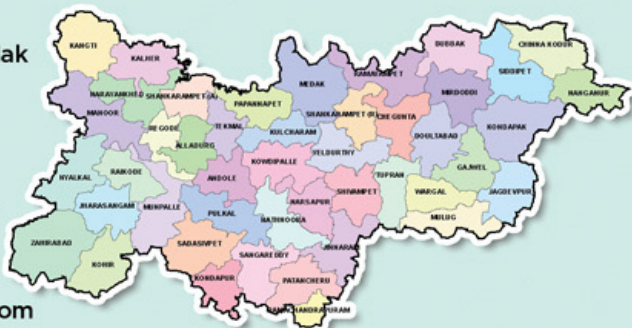 ak
KANGTI
KALHER
DUBBAK
CHINNA KODUR
SIDDIPET
NANGANUR
MEDAK
RAMAYAMPET
MIRDODDI
NARAYANKHED
SHANKARAMPET (A)
PAPANNAPET
MANOOR
REGODE
TEKMAL
SHANKARAMPET (R)
CHEGUNTA
DOULTABAD
KONDAPAK
ALLADURG
KULCHARAM
YELDURTHY
KOWDIPALLE
NYALKAL
RAIKODE
ANDOLE
TUPRAN
GAJWEL
JHARASANGAM
MUNPALLE
PULKAL
HATHNOORA
NARSAPUR
SHIVAMPET
WARGAL
JAGDEVPUR
MULUG
ZAHIRABAD
KOHIR
SADASIVPET
SANGAREDDY
JINNARAM
KONDAPUR
PATANCHERU
RAMACHANDRAPURAM
om